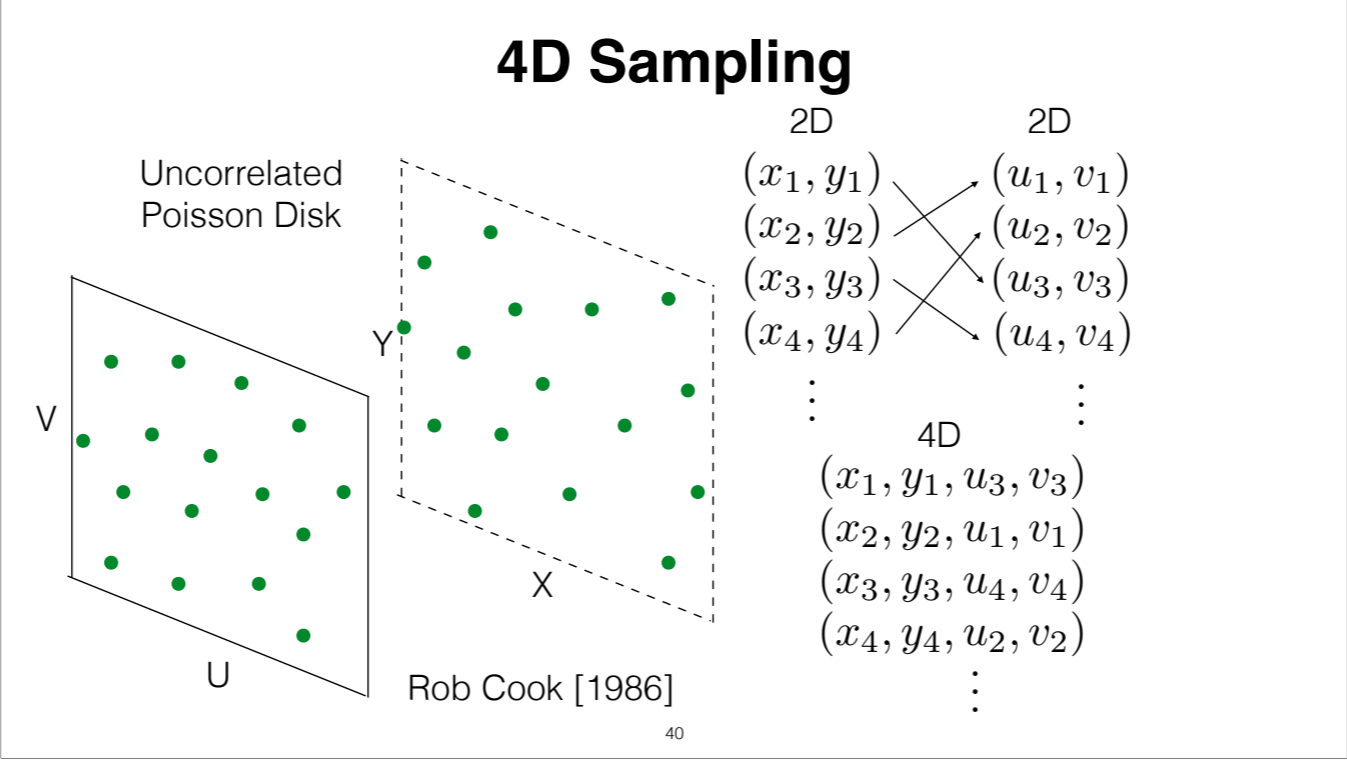 4D Sampling
Uncorrelated
Poisson Disk
V
U
Y
X
Rob Cook [1986]
2D 2D
(x₁, y₁) (u₁, v₁)
(x₂, y₂) (u₂, v₂)
(x₃, y₃) (u₃, v₃)
(x₄, y₄) (u₄, v₄)
⋮ ⋮
4D
(x₁, y₁, u₃, v₃)
(x₂, y₂, u₁, v₁)
(x₃, y₃, u₄, v₄)
(x₄, y₄, u₂, v₂)
⋮
40